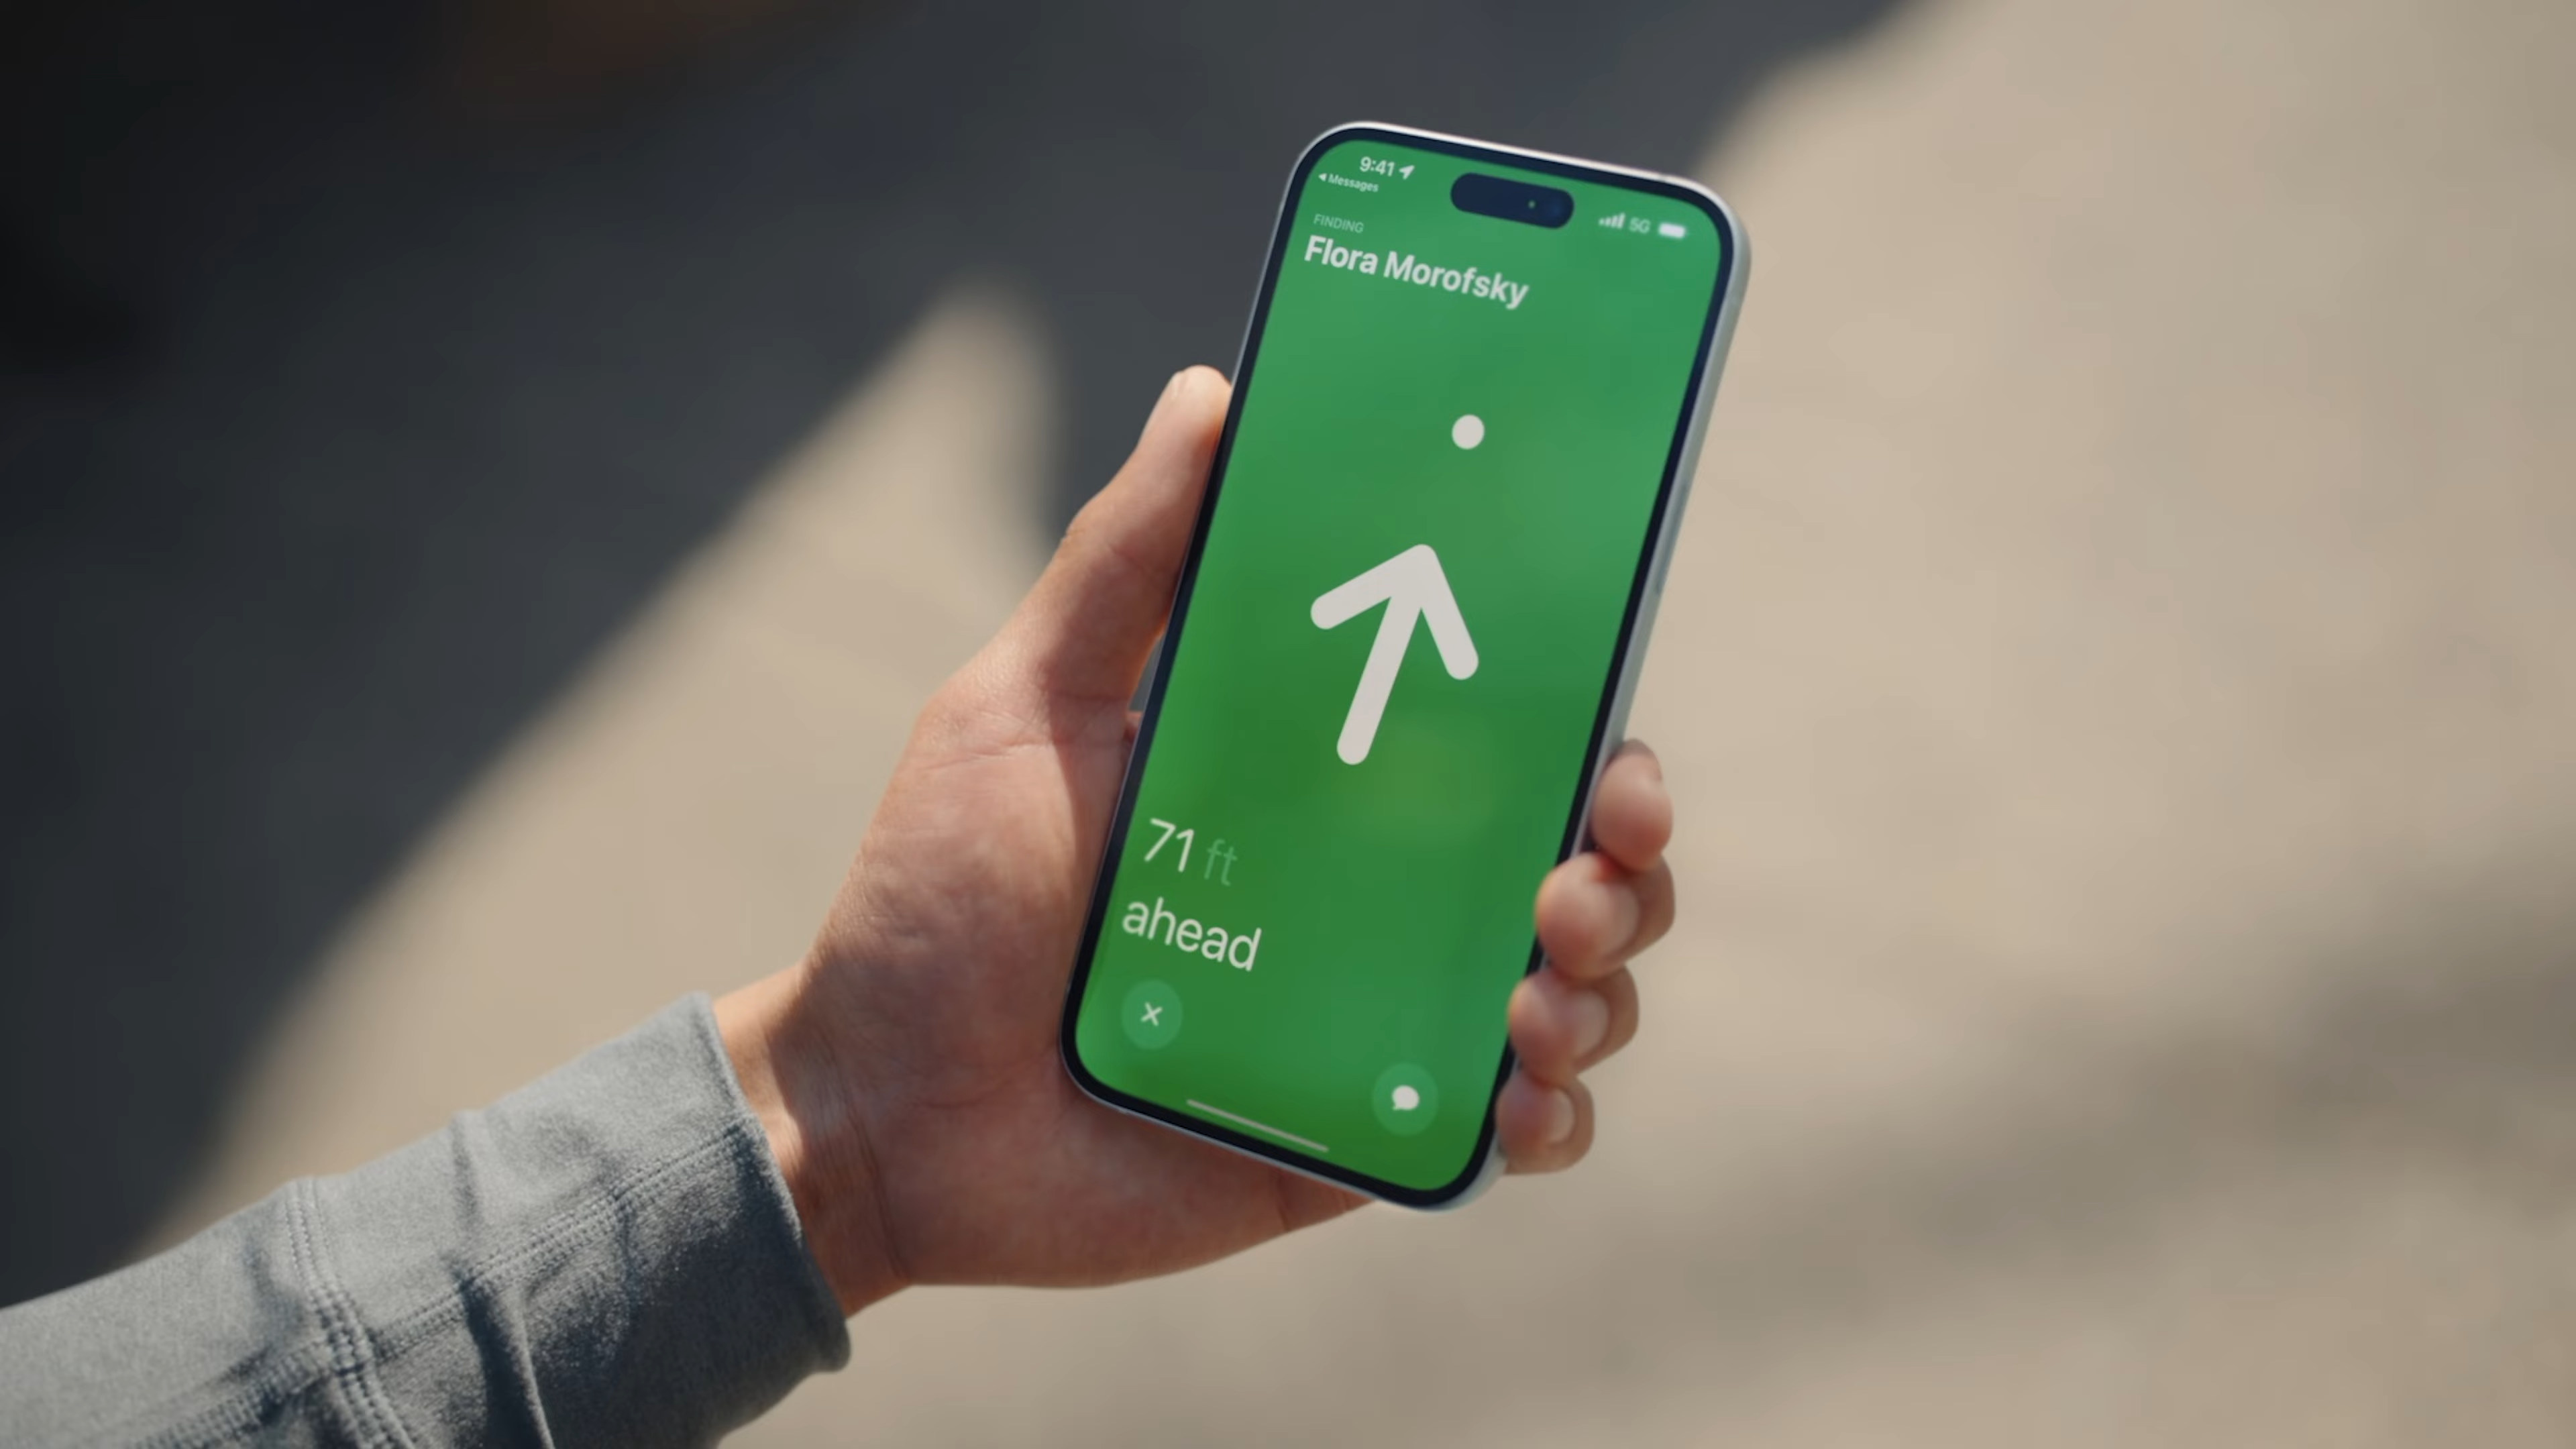 9:41
◀ Messages
5G
FINDING
Flora Morofsky
71 ft
ahead